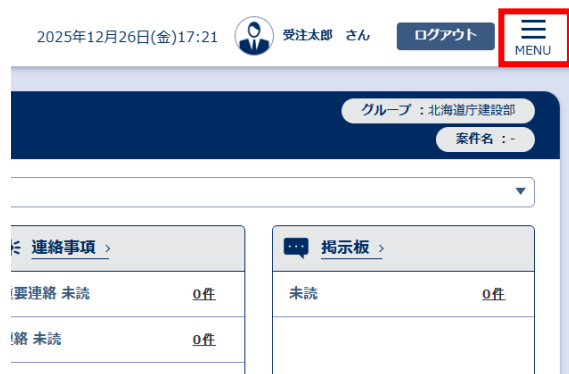 2025年12月26日(金)17:21 受注太郎 さん ログアウト MENU
グループ ：北海道庁建設部
案件名 ：-
連絡事項 > 掲示板 >
要連絡 未読 0件 未読 0件
絡 未読 0件